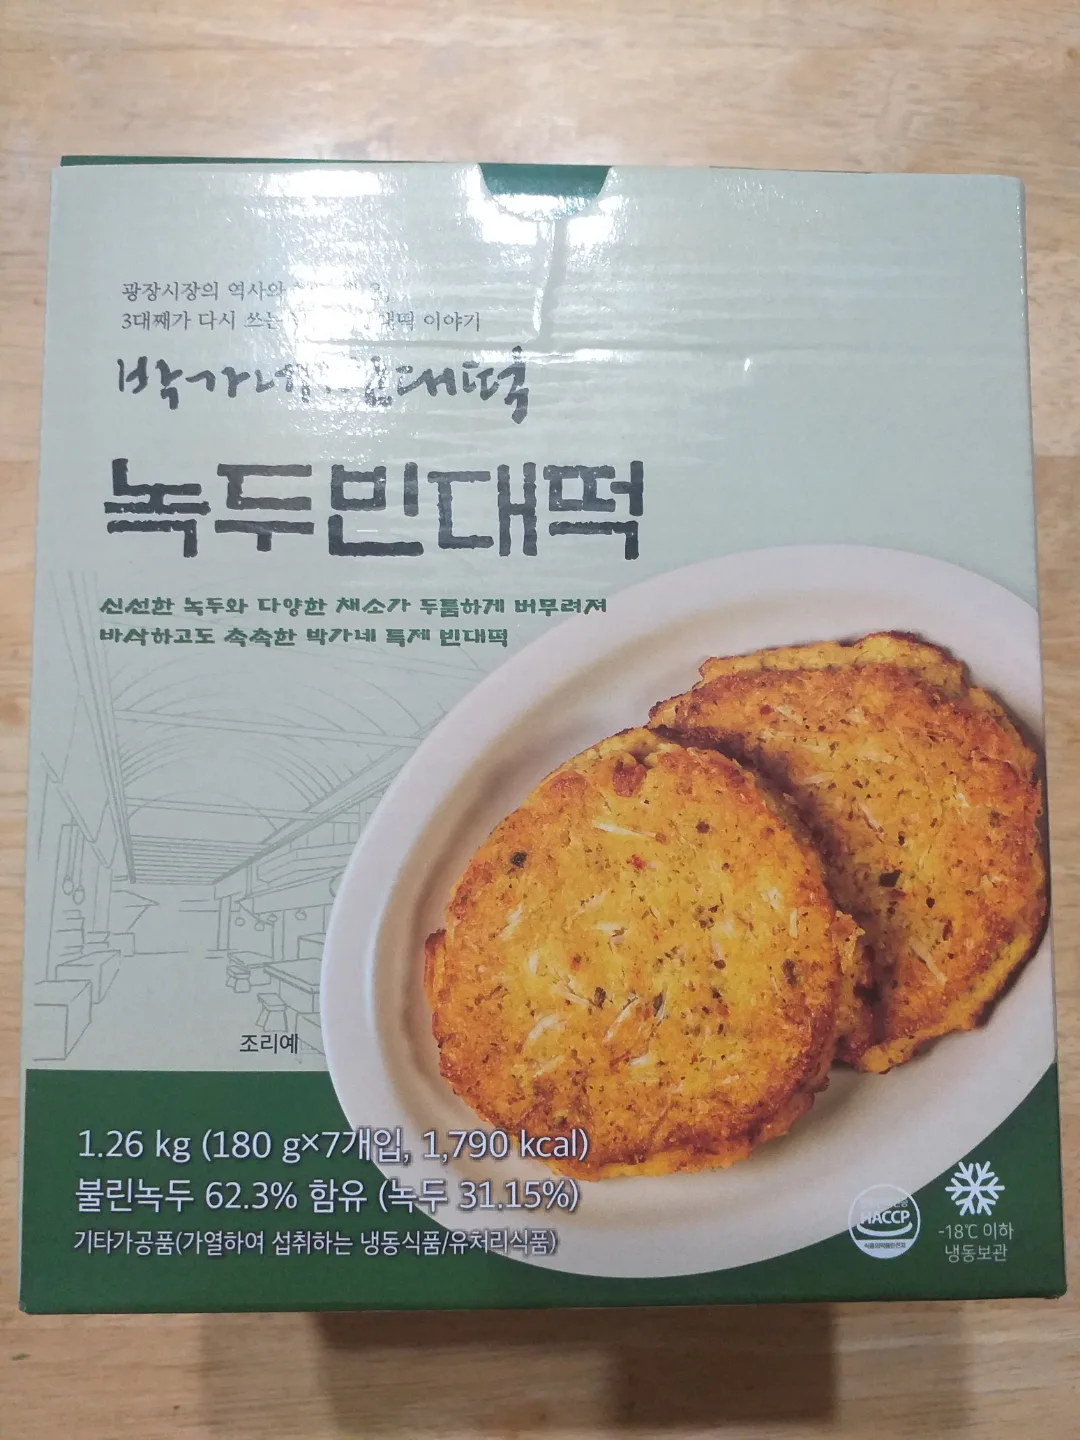 광장시장의 역사와
3대째가 다시 쓰는 이야기
박가네 빈대떡
녹두빈대떡
신선한 녹두와 다양한 채소가 두툼하게 버무려져
바삭하고도 촉촉한 박가네 특제 빈대떡
조리예
1.26 kg (180 g×7개입, 1,790 kcal)
불린녹두 62.3% 함유 (녹두 31.15%)
기타가공품(가열하여 섭취하는 냉동식품/유처리식품)
HACCP
-18℃ 이하
냉동보관